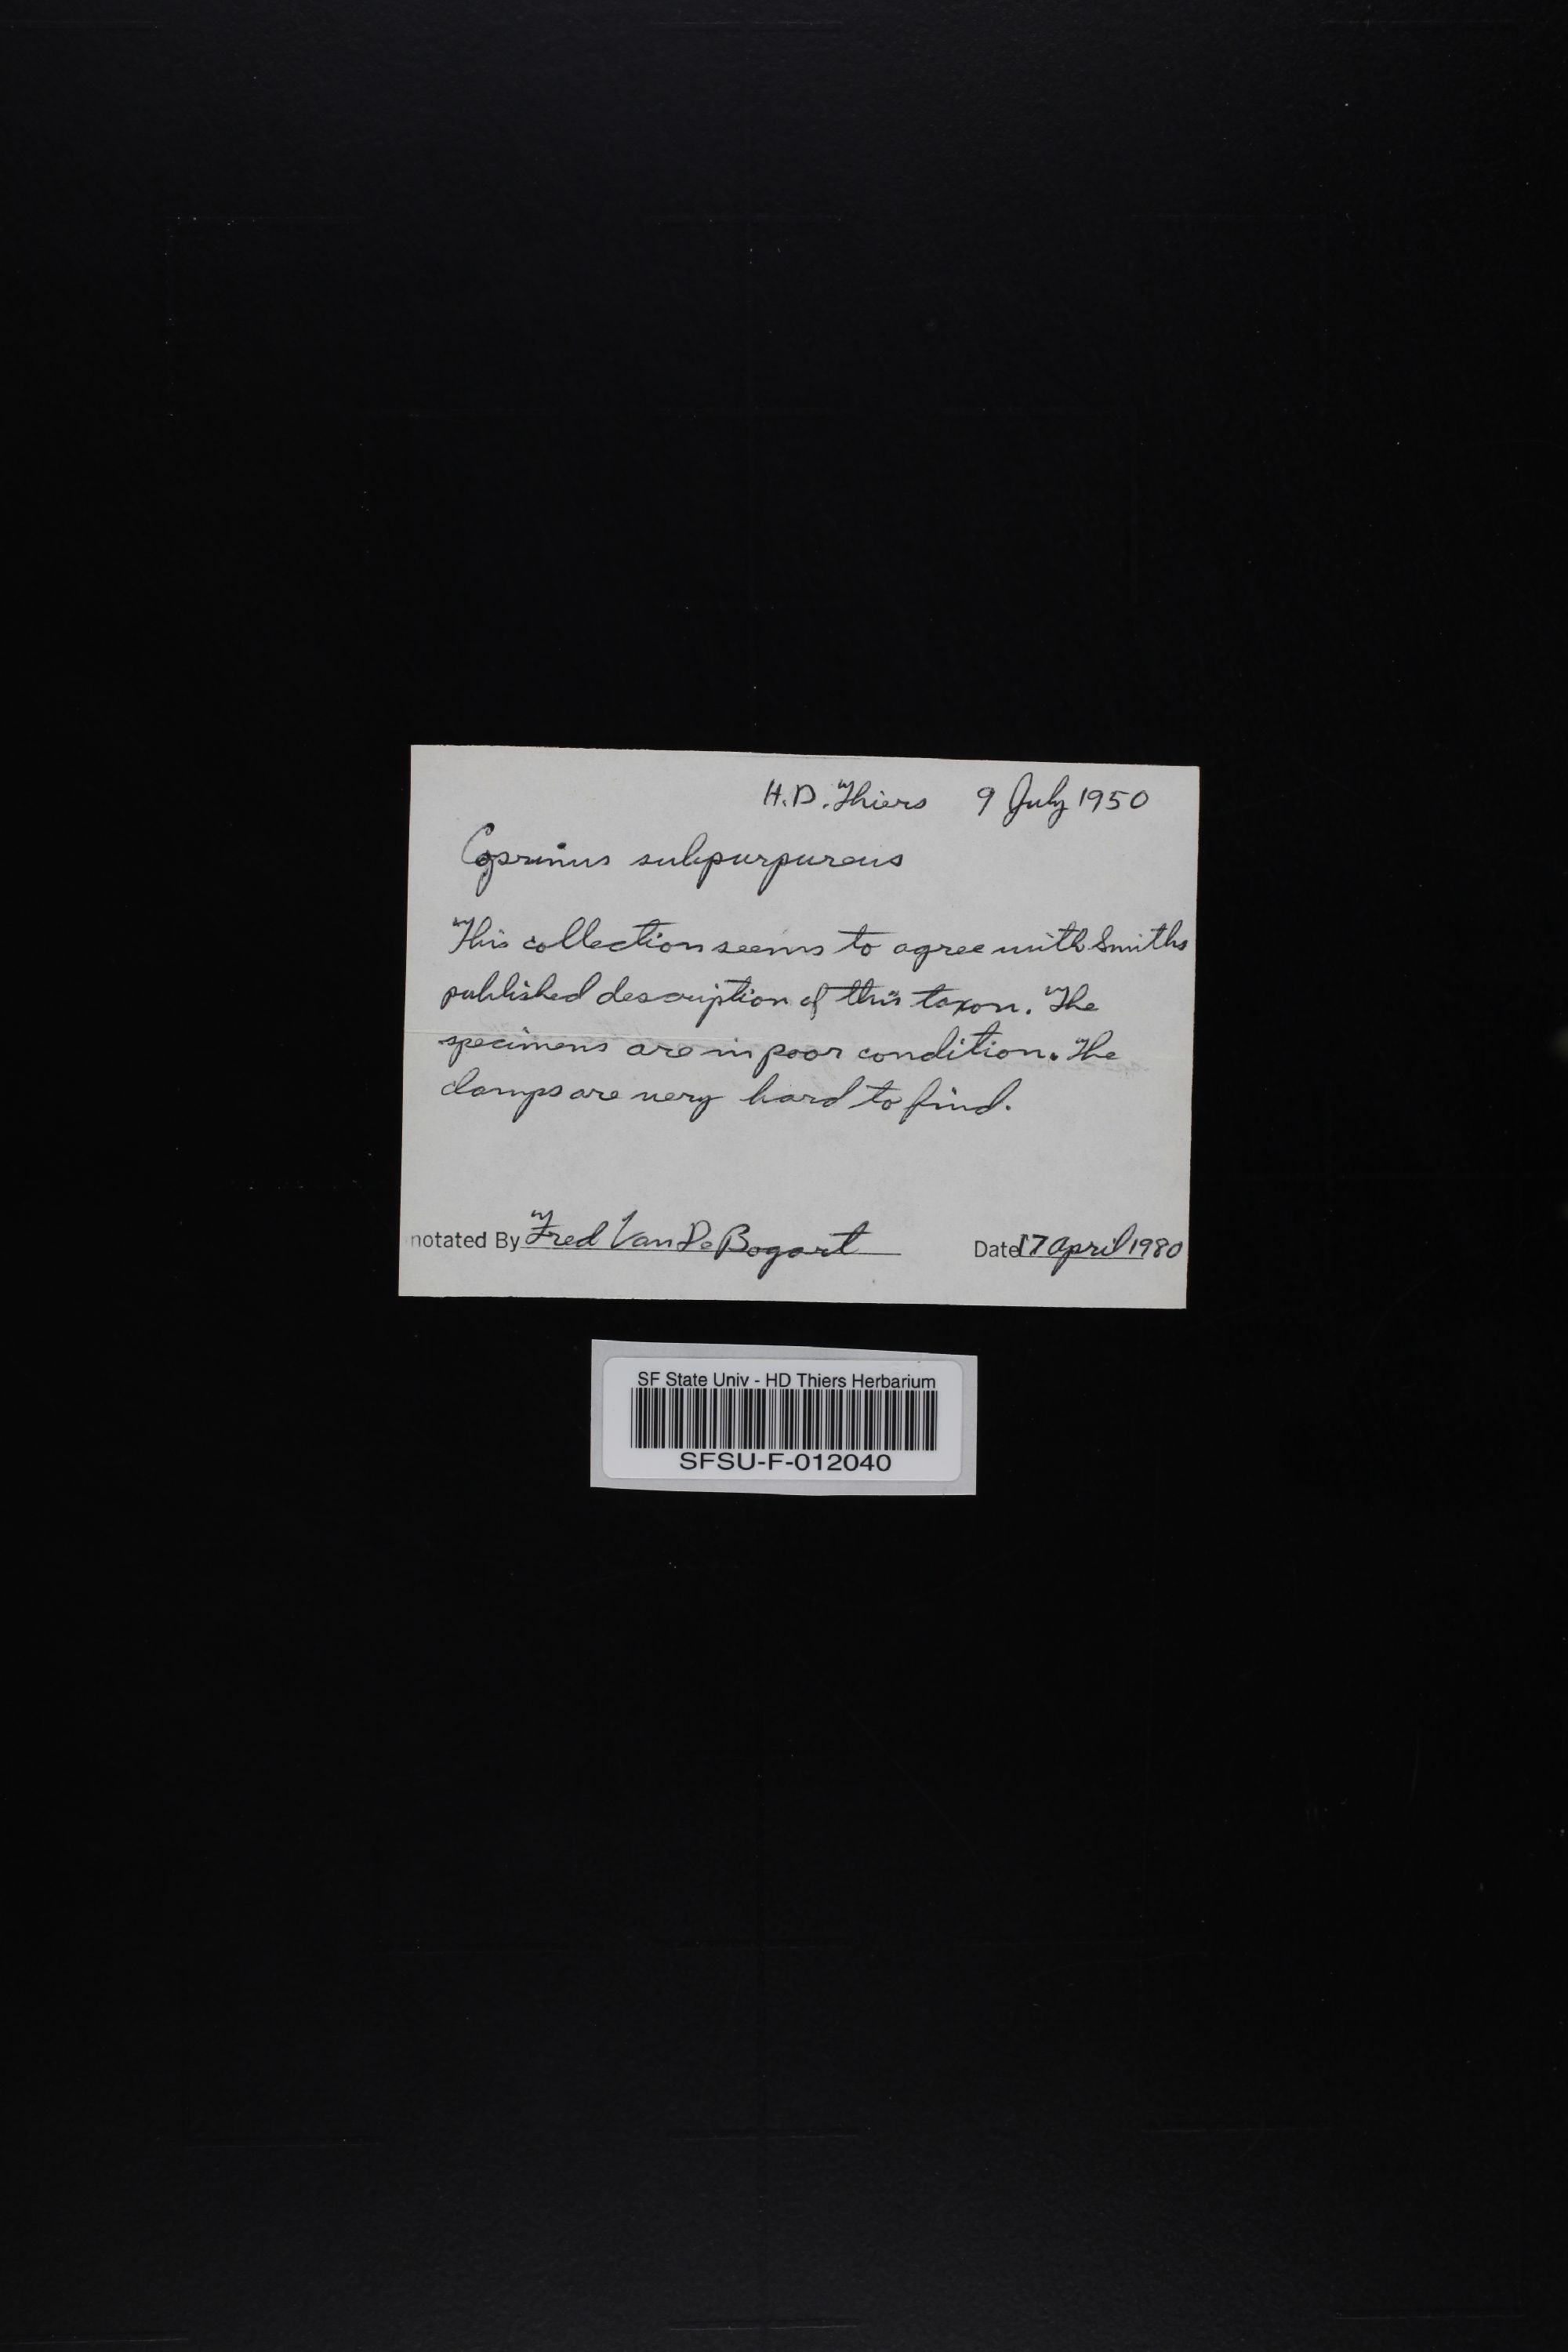 H.D. Thiers 9 July 1950
Coprinus subpurpureus
This collection seems to agree with Smiths
published description of this taxon. The
specimens are in poor condition. The
clamps are very hard to find.
notated By Fred Van De Bogart Date 17 April 1980
SF State Univ - HD Thiers Herbarium
SFSU-F-012040